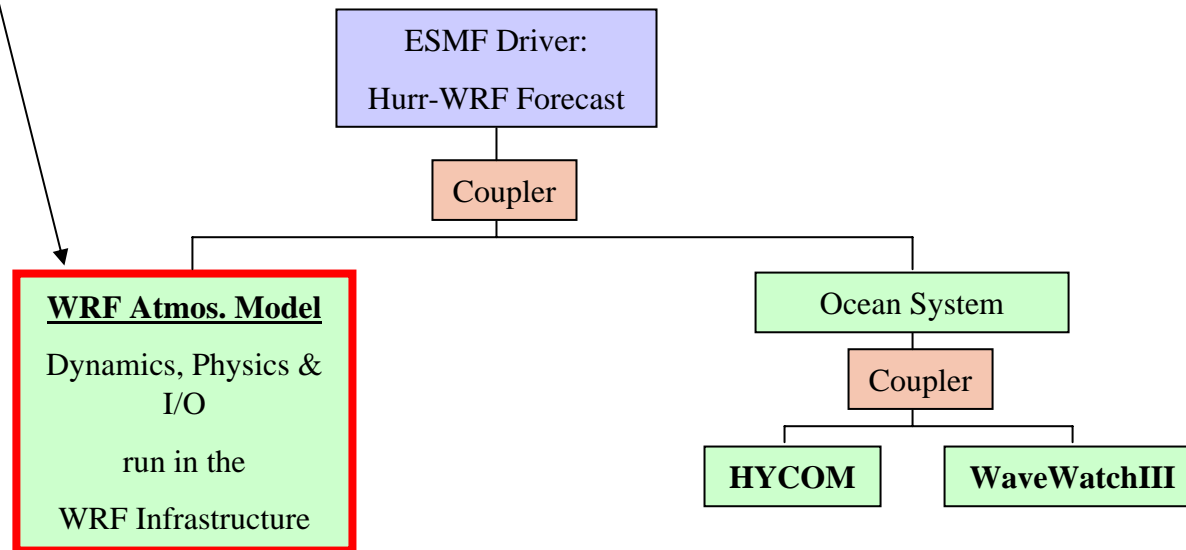 ESMF Driver:
Hurr-WRF Forecast
Coupler
WRF Atmos. Model
Dynamics, Physics &
I/O
run in the
WRF Infrastructure
Ocean System
Coupler
HYCOM
WaveWatchIII